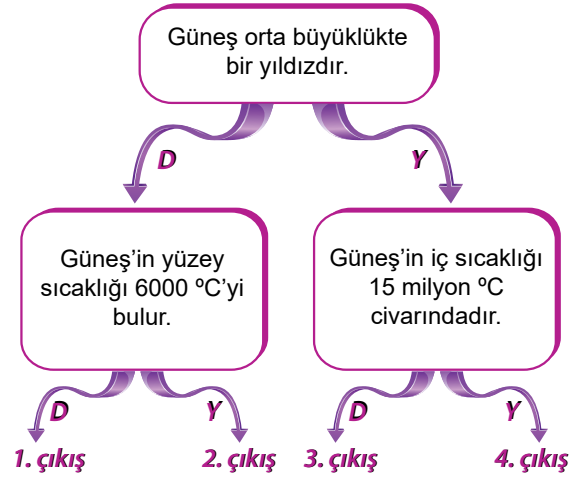 Güneş orta büyüklükte
bir yıldızdır.
D
Y
Güneş’in yüzey
sıcaklığı 6000 ºC’yi
bulur.
Güneş’in iç sıcaklığı
15 milyon ºC
civarındadır.
D
Y
D
Y
1. çıkış
2. çıkış
3. çıkış
4. çıkış